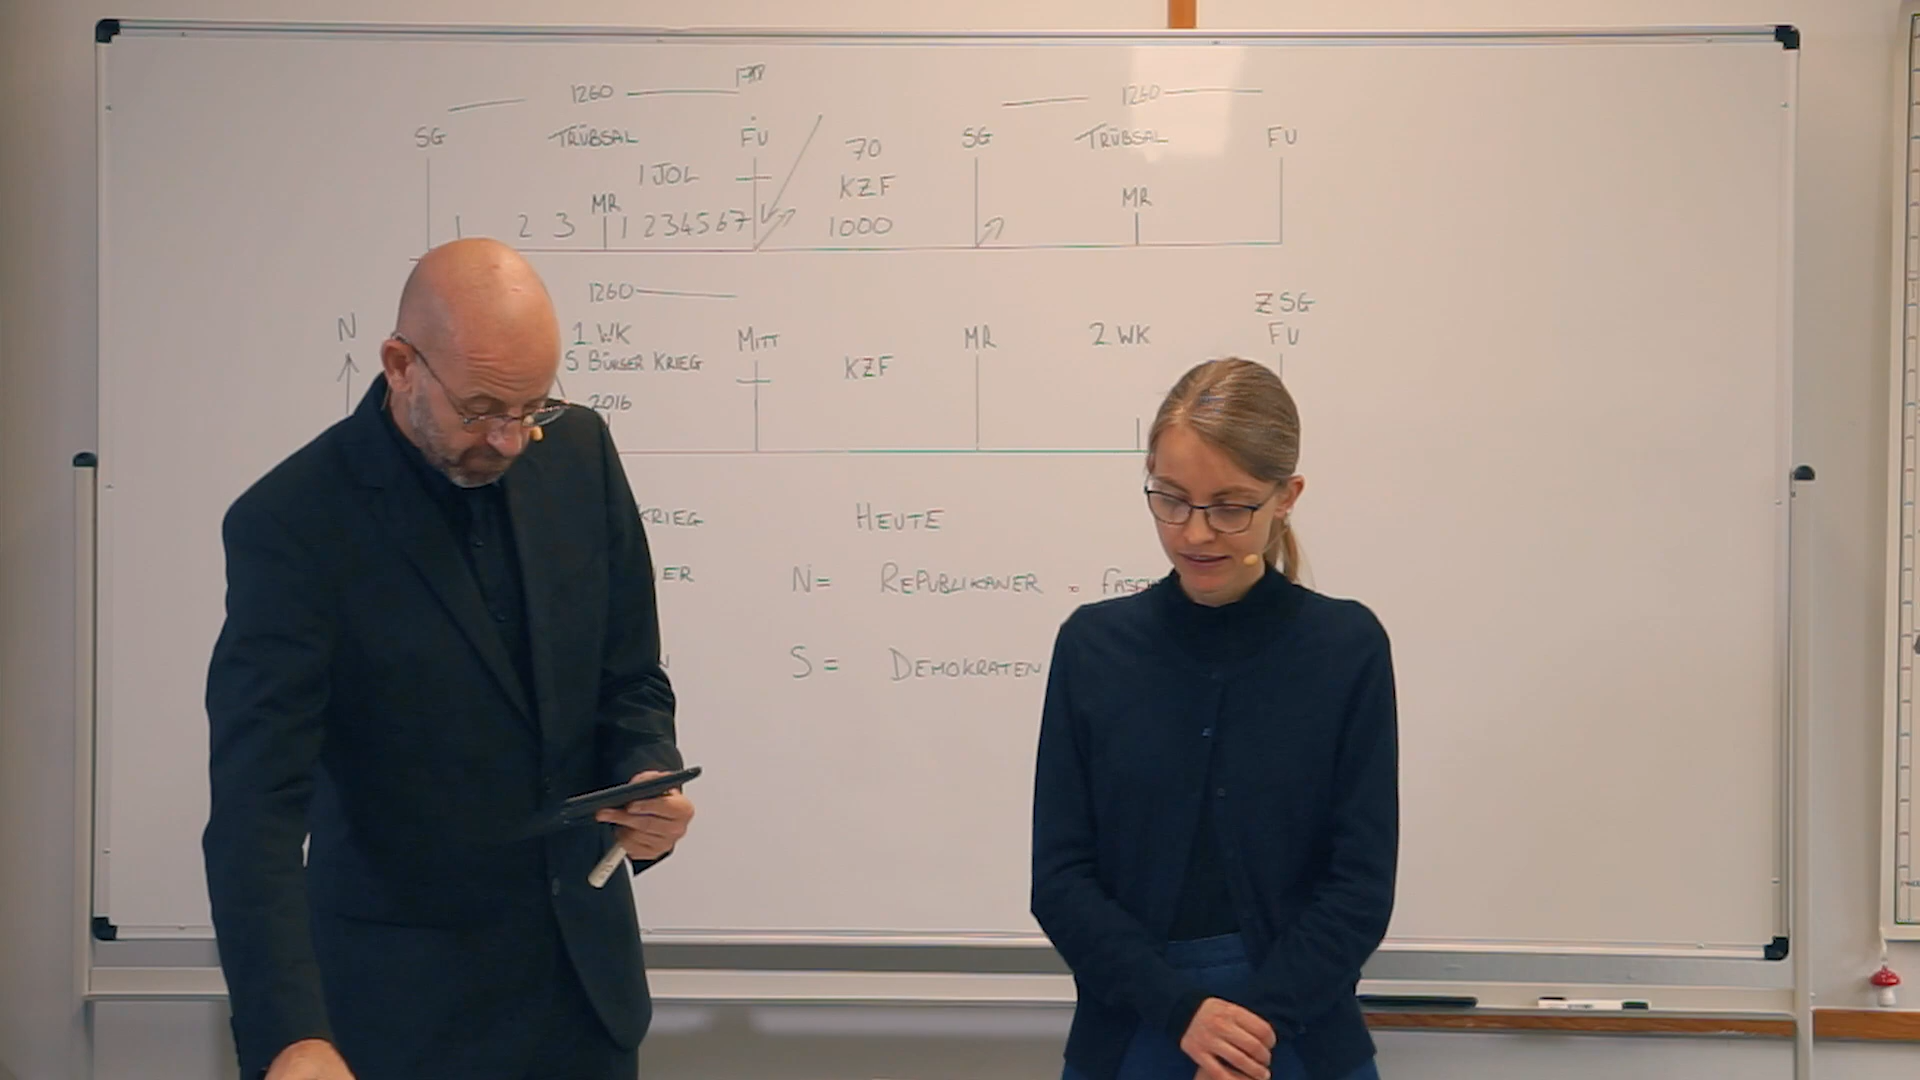 1260
1260
SG TRÜBSAL FU 70 SG TRÜBSAL FU
1 JOL KZF
MR MR
1 2 3 1 2 3 4 5 6 7 1000
1260
Z SG
N 1 WK MITT MR 2 WK FU
S BÜRGER KRIEG KZF
2016
KRIEG HEUTE
ER N = REPUBLIKANER = FASCH
N S = DEMOKRATEN